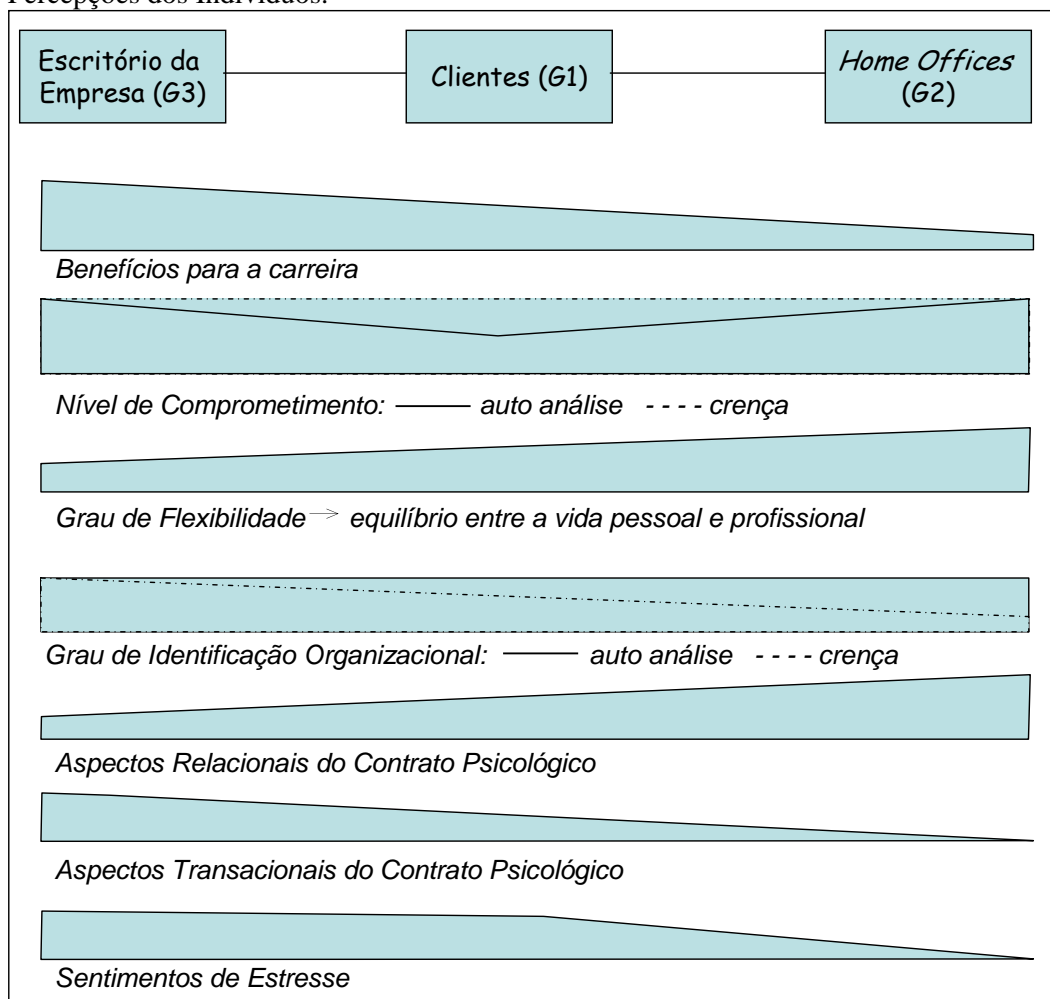 Percepções dos Indivíduos.
Escritório da
Empresa (G3)
Clientes (G1)
Home Offices
(G2)
Benefícios para a carreira
Nível de Comprometimento: auto análise - - - - crença
Grau de Flexibilidade → equilíbrio entre a vida pessoal e profissional
Grau de Identificação Organizacional: auto análise - - - - crença
Aspectos Relacionais do Contrato Psicológico
Aspectos Transacionais do Contrato Psicológico
Sentimentos de Estresse